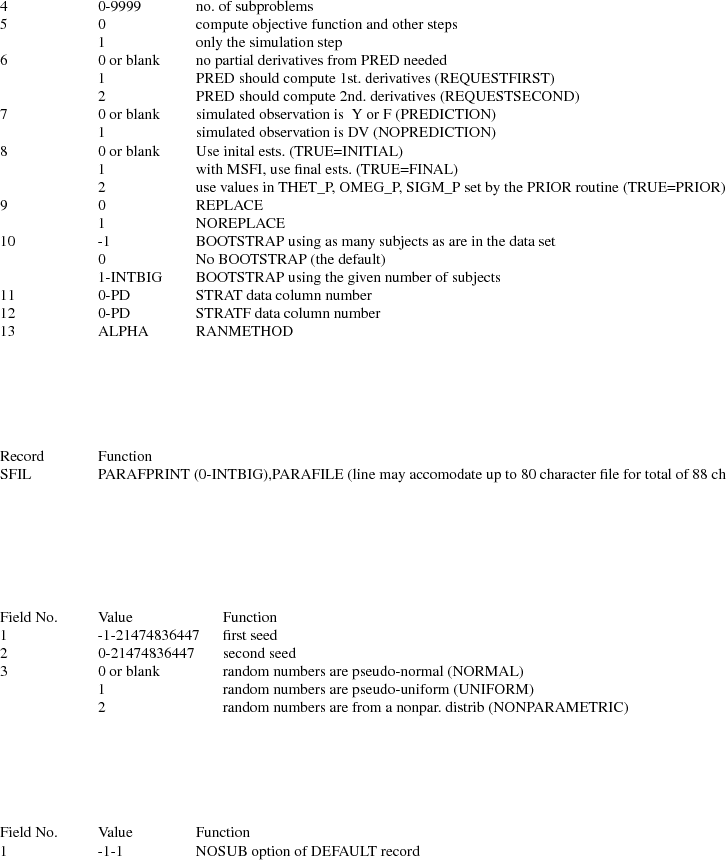 4 0-9999 no. of subproblems
5 0 compute objective function and other steps
1 only the simulation step
6 0 or blank no partial derivatives from PRED needed
1 PRED should compute 1st. derivatives (REQUESTFIRST)
2 PRED should compute 2nd. derivatives (REQUESTSECOND)
7 0 or blank simulated observation is Y or F (PREDICTION)
1 simulated observation is DV (NOPREDICTION)
8 0 or blank Use inital ests. (TRUE=INITIAL)
1 with MSFI, use final ests. (TRUE=FINAL)
2 use values in THET_P, OMEG_P, SIGM_P set by the PRIOR routine (TRUE=PRIOR)
9 0 REPLACE
1 NOREPLACE
10 -1 BOOTSTRAP using as many subjects as are in the data set
0 No BOOTSTRAP (the default)
1-INTBIG BOOTSTRAP using the given number of subjects
11 0-PD STRAT data column number
12 0-PD STRATF data column number
13 ALPHA RANMETHOD
Record Function
SFIL PARAFPRINT (0-INTBIG),PARAFILE (line may accomodate up to 80 character file for total of 88 ch
Field No. Value Function
1 -1-21474836447 first seed
2 0-21474836447 second seed
3 0 or blank random numbers are pseudo-normal (NORMAL)
1 random numbers are pseudo-uniform (UNIFORM)
2 random numbers are from a nonpar. distrib (NONPARAMETRIC)
Field No. Value Function
1 -1-1 NOSUB option of DEFAULT record